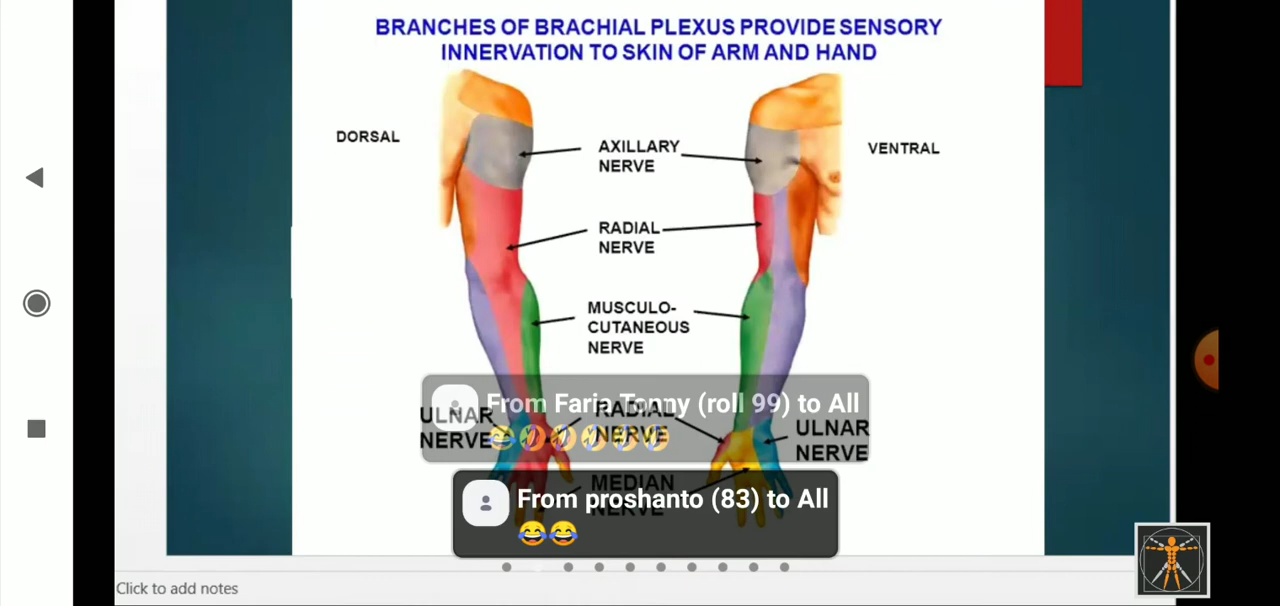 BRANCHES OF BRACHIAL PLEXUS PROVIDE SENSORY
INNERVATION TO SKIN OF ARM AND HAND
DORSAL
AXILLARY
NERVE
VENTRAL
RADIAL
NERVE
MUSCULO-
CUTANEOUS
NERVE
ULNAR
NERVE
RADIAL
NERVE
ULNAR
NERVE
MEDIAN
NERVE
From Faria Tonny (roll 99) to All
😂🤣🤣🤣🤣🤣
From proshanto (83) to All
😂😂
Click to add notes